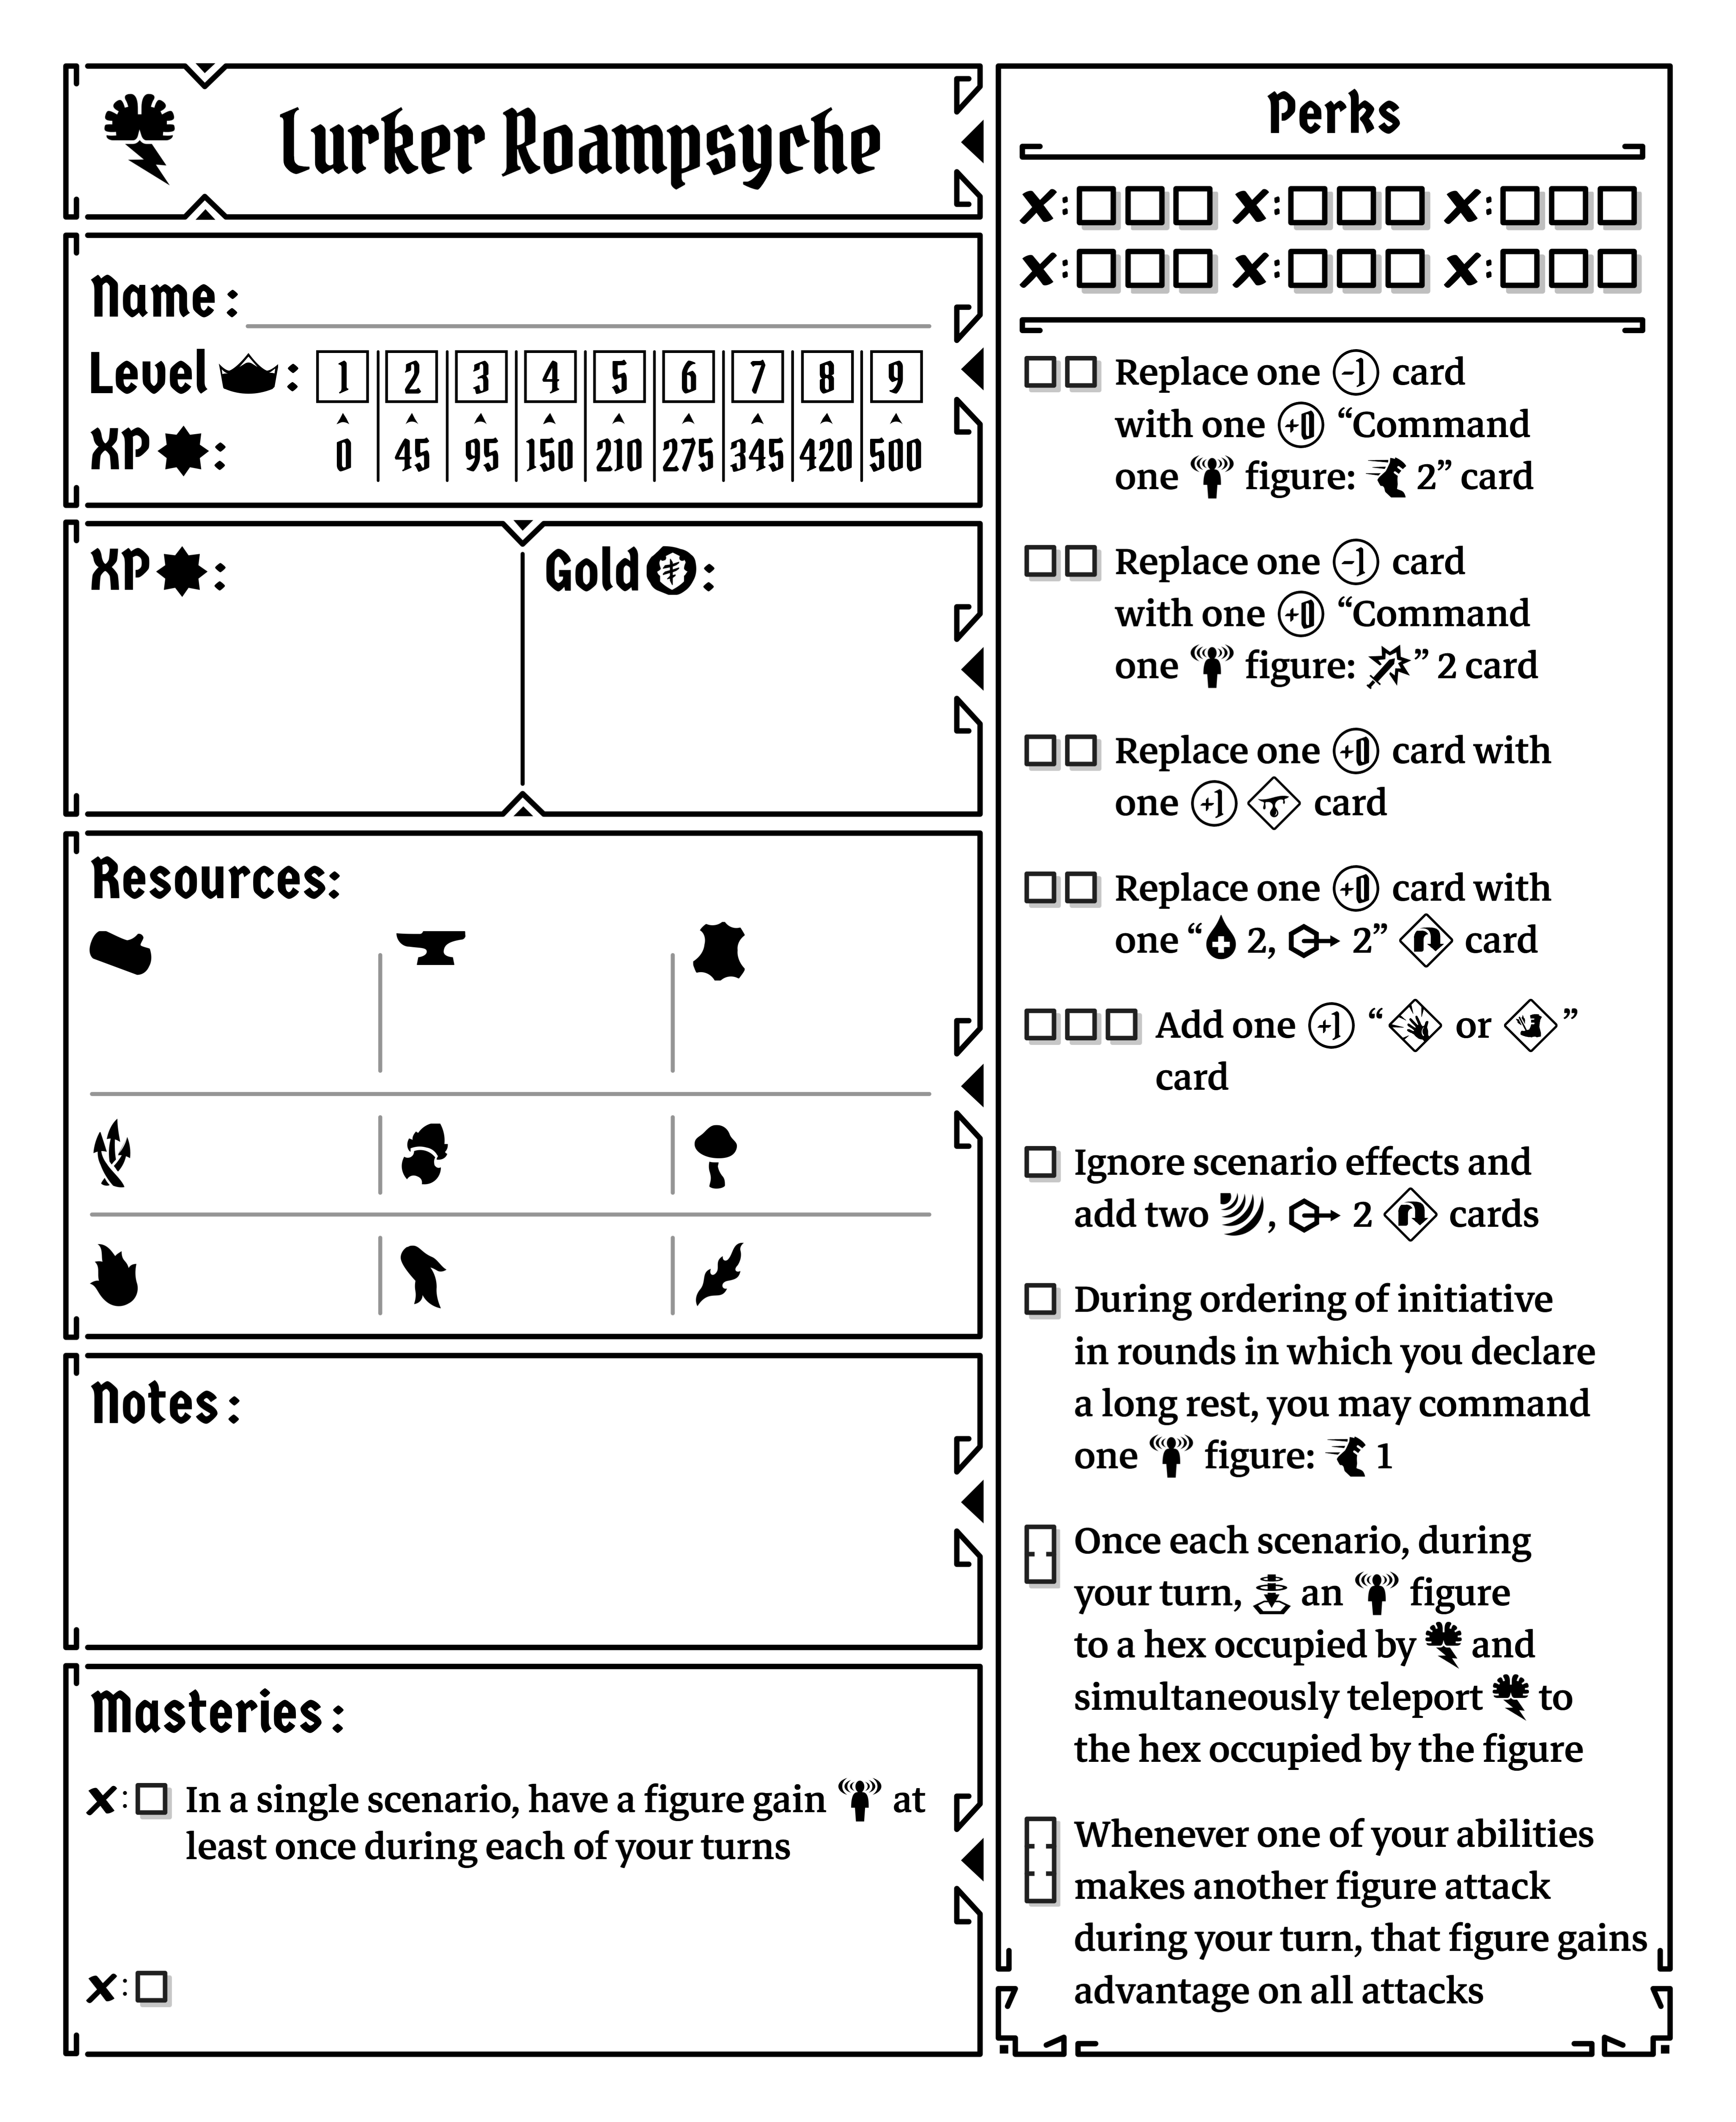 Lurker Roampsyche
Name:
Level:
1 2 3 4 5 6 7 8 9
XP:
0 45 95 150 210 275 345 420 500
XP:
Gold:
Resources:
Notes:
Masteries:
In a single scenario, have a figure gain at
least once during each of your turns
Perks
Replace one -1 card
with one +0 “Command
one figure: 2” card
Replace one -1 card
with one +0 “Command
one figure: ” 2 card
Replace one +0 card with
one +1 card
Replace one +0 card with
one “ 2, 2” card
Add one +1 “ or ”
card
Ignore scenario effects and
add two , 2 cards
During ordering of initiative
in rounds in which you declare
a long rest, you may command
one figure: 1
Once each scenario, during
your turn, an figure
to a hex occupied by and
simultaneously teleport to
the hex occupied by the figure
Whenever one of your abilities
makes another figure attack
during your turn, that figure gains
advantage on all attacks